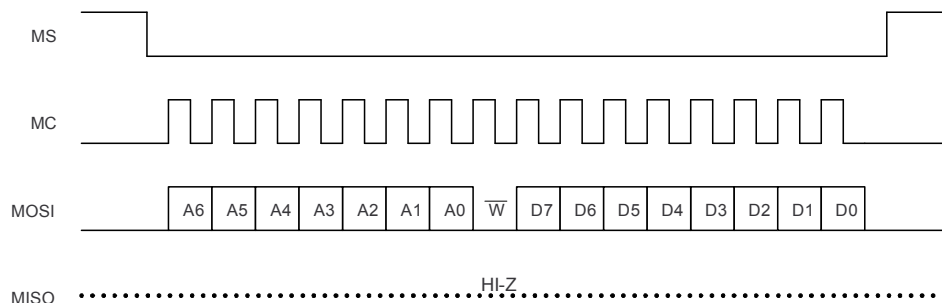 MS
MC
MOSI A6 A5 A4 A3 A2 A1 A0 W̅ D7 D6 D5 D4 D3 D2 D1 D0
HI-Z
MISO